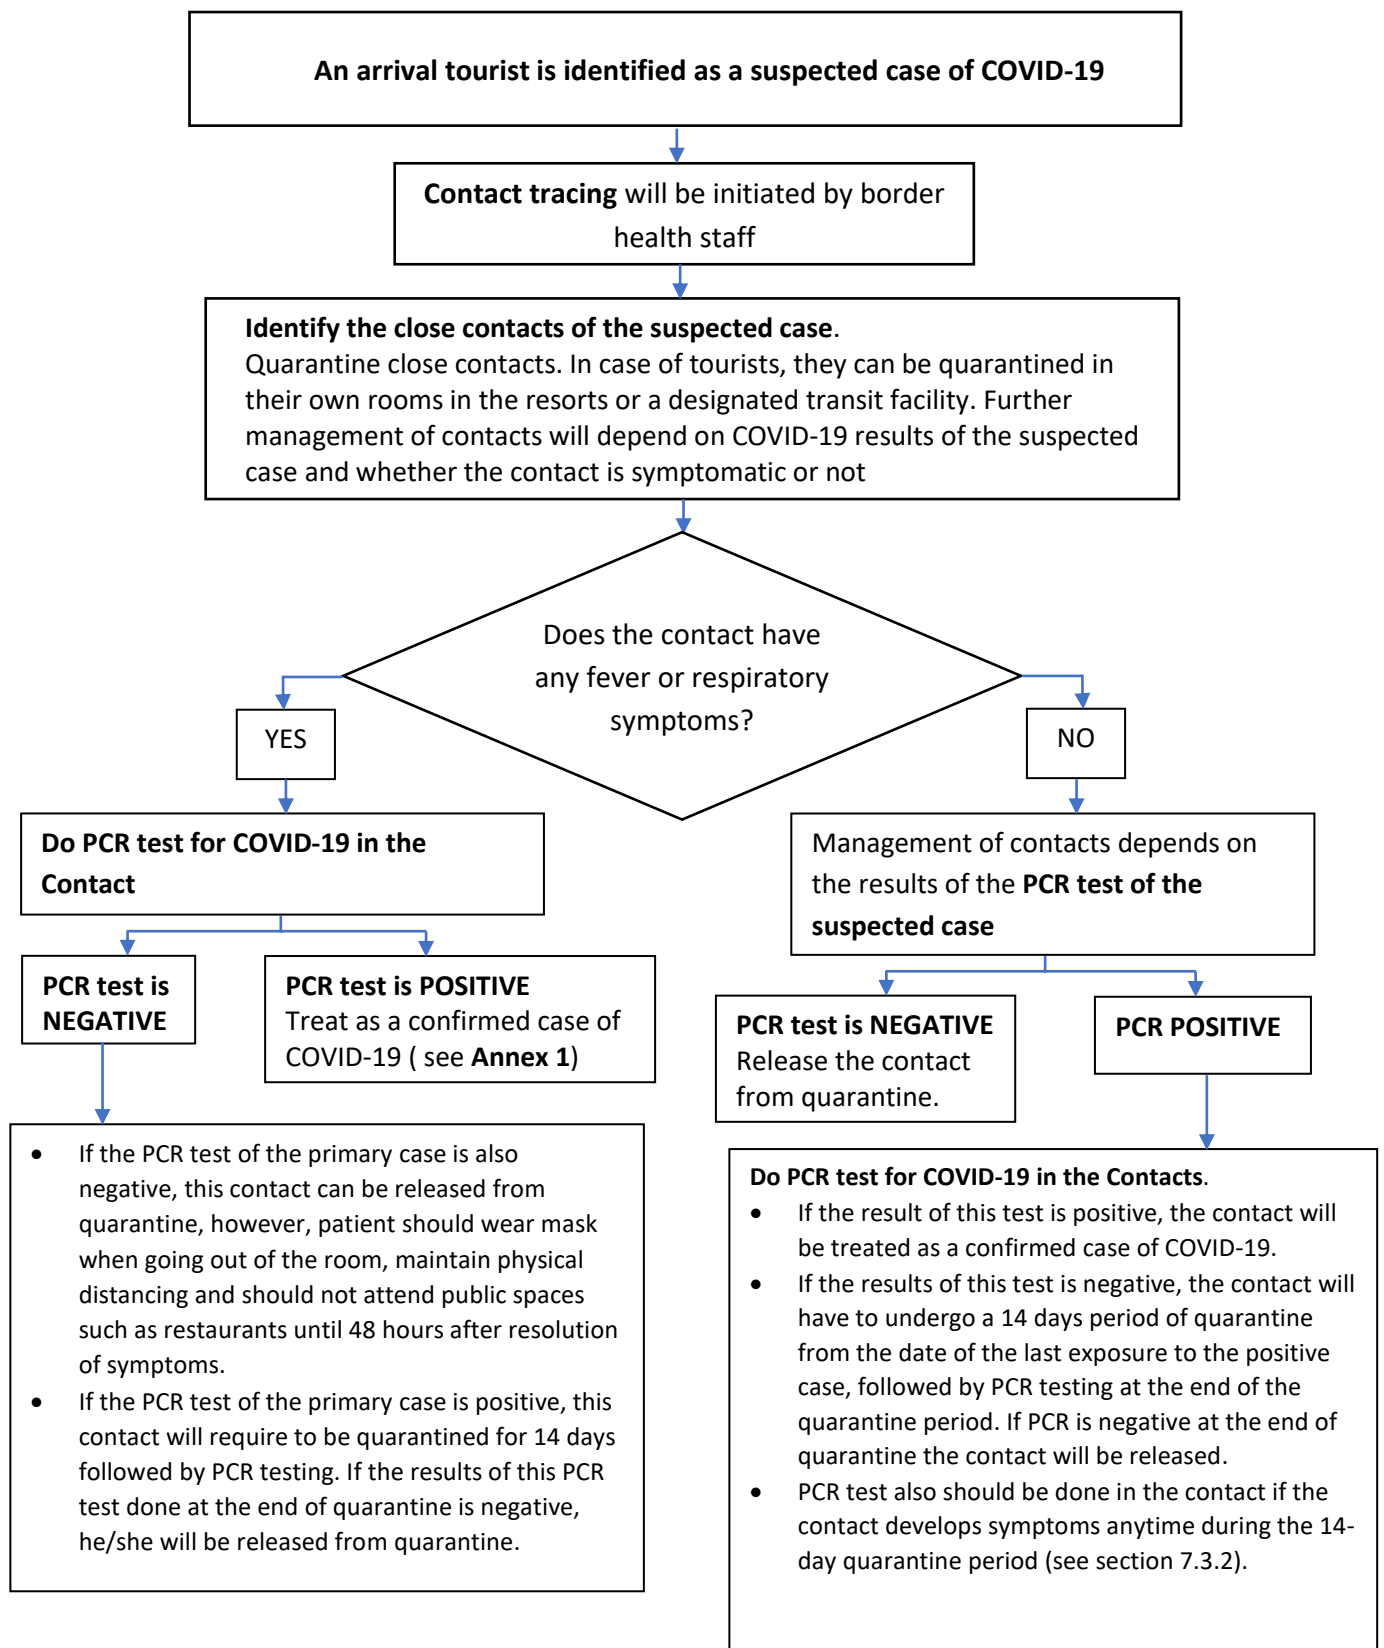 An arrival tourist is identified as a suspected case of COVID-19
Contact tracing will be initiated by border
health staff
Identify the close contacts of the suspected case.
Quarantine close contacts. In case of tourists, they can be quarantined in
their own rooms in the resorts or a designated transit facility. Further
management of contacts will depend on COVID-19 results of the suspected
case and whether the contact is symptomatic or not
Does the contact have
any fever or respiratory
symptoms?
YES
NO
Do PCR test for COVID-19 in the
Contact
Management of contacts depends on
the results of the PCR test of the
suspected case
PCR test is
NEGATIVE
PCR test is POSITIVE
Treat as a confirmed case of
COVID-19 ( see Annex 1)
PCR test is NEGATIVE
Release the contact
from quarantine.
PCR POSITIVE
• If the PCR test of the primary case is also
negative, this contact can be released from
quarantine, however, patient should wear mask
when going out of the room, maintain physical
distancing and should not attend public spaces
such as restaurants until 48 hours after resolution
of symptoms.
• If the PCR test of the primary case is positive, this
contact will require to be quarantined for 14 days
followed by PCR testing. If the results of this PCR
test done at the end of quarantine is negative,
he/she will be released from quarantine.
Do PCR test for COVID-19 in the Contacts.
• If the result of this test is positive, the contact will
be treated as a confirmed case of COVID-19.
• If the results of this test is negative, the contact will
have to undergo a 14 days period of quarantine
from the date of the last exposure to the positive
case, followed by PCR testing at the end of the
quarantine period. If PCR is negative at the end of
quarantine the contact will be released.
• PCR test also should be done in the contact if the
contact develops symptoms anytime during the 14-
day quarantine period (see section 7.3.2).